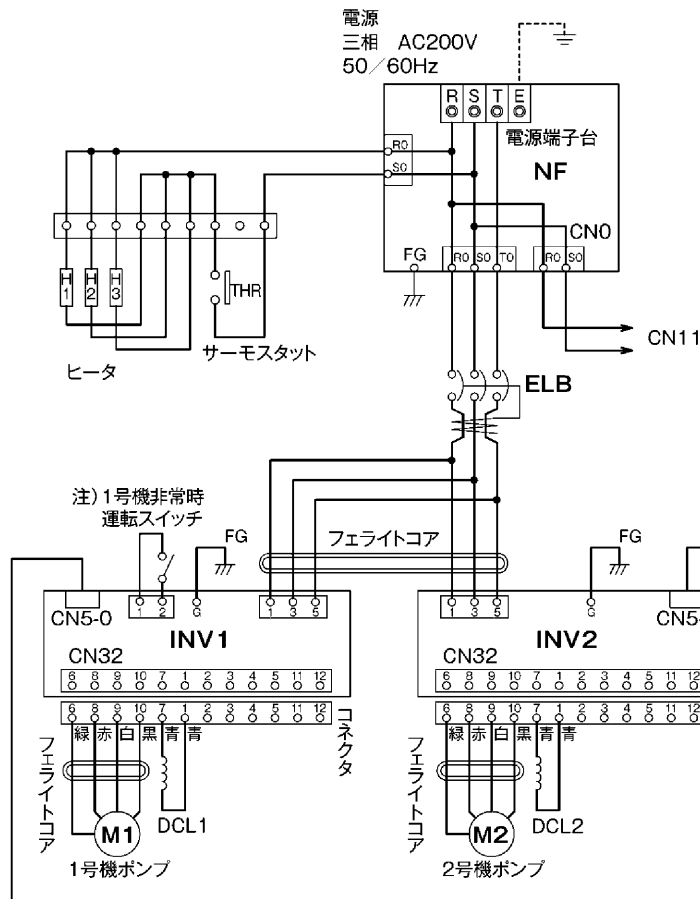 電源
三相 AC200V
50/60Hz
R S T E
電源端子台
NF
R0
S0
CN0
FG
R0 S0 T0
R0 S0
CN11
H1 H2 H3
THR
サーモスタット
ヒータ
ELB
注）1号機非常時
運転スイッチ
FG
フェライトコア
FG
CN5-0
1 2
G
1 3 5
INV1
CN32
6 8 9 10 7 1 2 3 4 5 11 12
6 8 9 10 7 1 2 3 4 5 11 12
緑 赤 白 黒 青 青
コネクタ
フェライトコア
M1
DCL1
1号機ポンプ
1 3 5
G
CN5-
INV2
CN32
6 8 9 10 7 1 2 3 4 5 11 12
6 8 9 10 7 1 2 3 4 5 11 12
緑 赤 白 黒 青 青
フェライトコア
M2
DCL2
2号機ポンプ